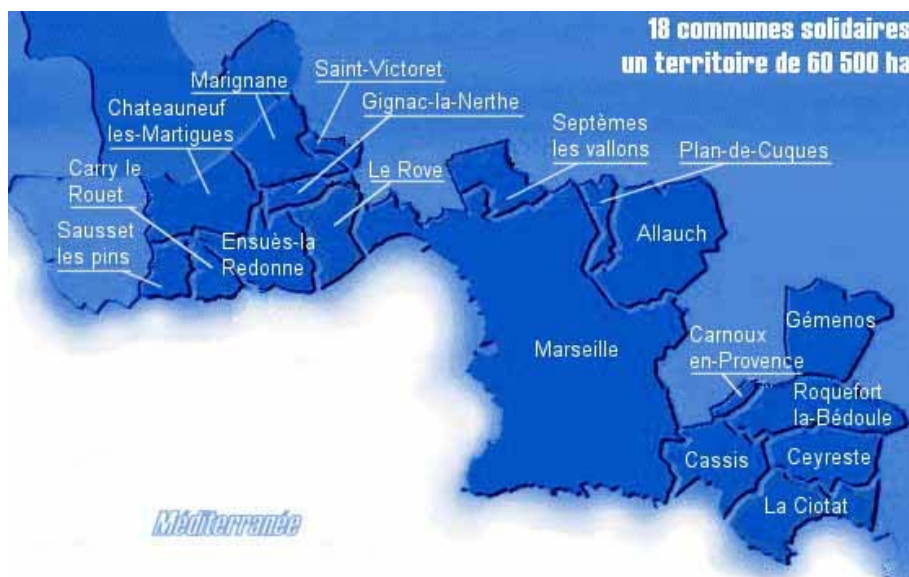 18 communes solidaires
un territoire de 60 500 ha
Saint-Victoret
Marignane
Gignac-la-Nerthe
Chateauneuf
les-Martigues
Septèmes
les vallons
Plan-de-Cuques
Carry le
Rouet
Le Rove
Sausset
les pins
Ensuès-la
Redonne
Allauch
Marseille
Gémenos
Carnoux
en-Provence
Roquefort
la-Bédoule
Cassis
Ceyreste
La Ciotat
Méditerranée